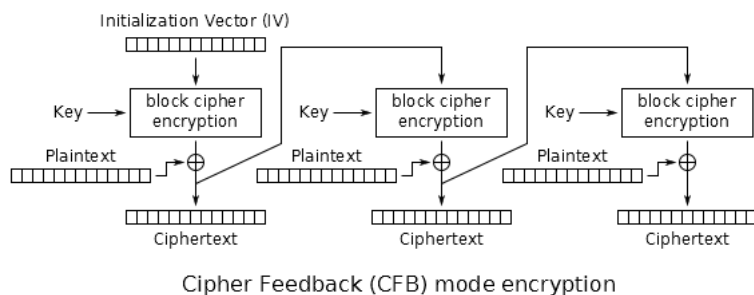 Initialization Vector (IV)
Key
block cipher
encryption
Key
block cipher
encryption
Key
block cipher
encryption
Plaintext
Plaintext
Plaintext
Ciphertext
Ciphertext
Ciphertext
Cipher Feedback (CFB) mode encryption